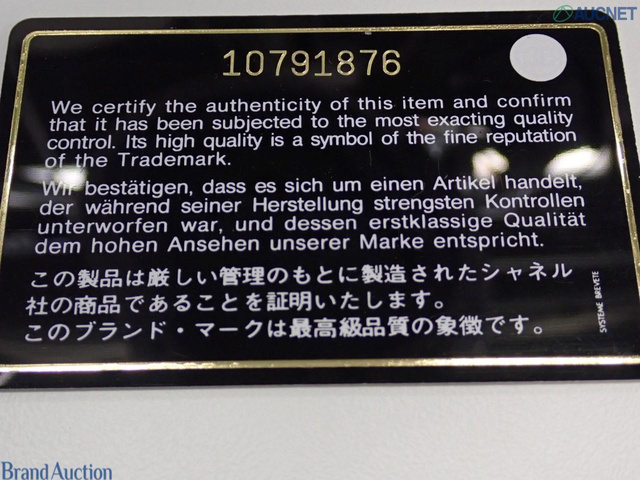 AUCNET
10791876
We certify the authenticity of this item and confirm
that it has been subjected to the most exacting quality
control. Its high quality is a symbol of the fine reputation
of the Trademark.
Wir bestätigen, dass es sich um einen Artikel handelt,
der während seiner Herstellung strengsten Kontrollen
unterworfen war, und dessen erstklassige Qualität
dem hohen Ansehen unserer Marke entspricht.
この製品は厳しい管理のもとに製造されたシャネル
社の商品であることを証明いたします。
このブランド・マークは最高級品質の象徴です。
SYSTEME BREVETE
Brand Auction